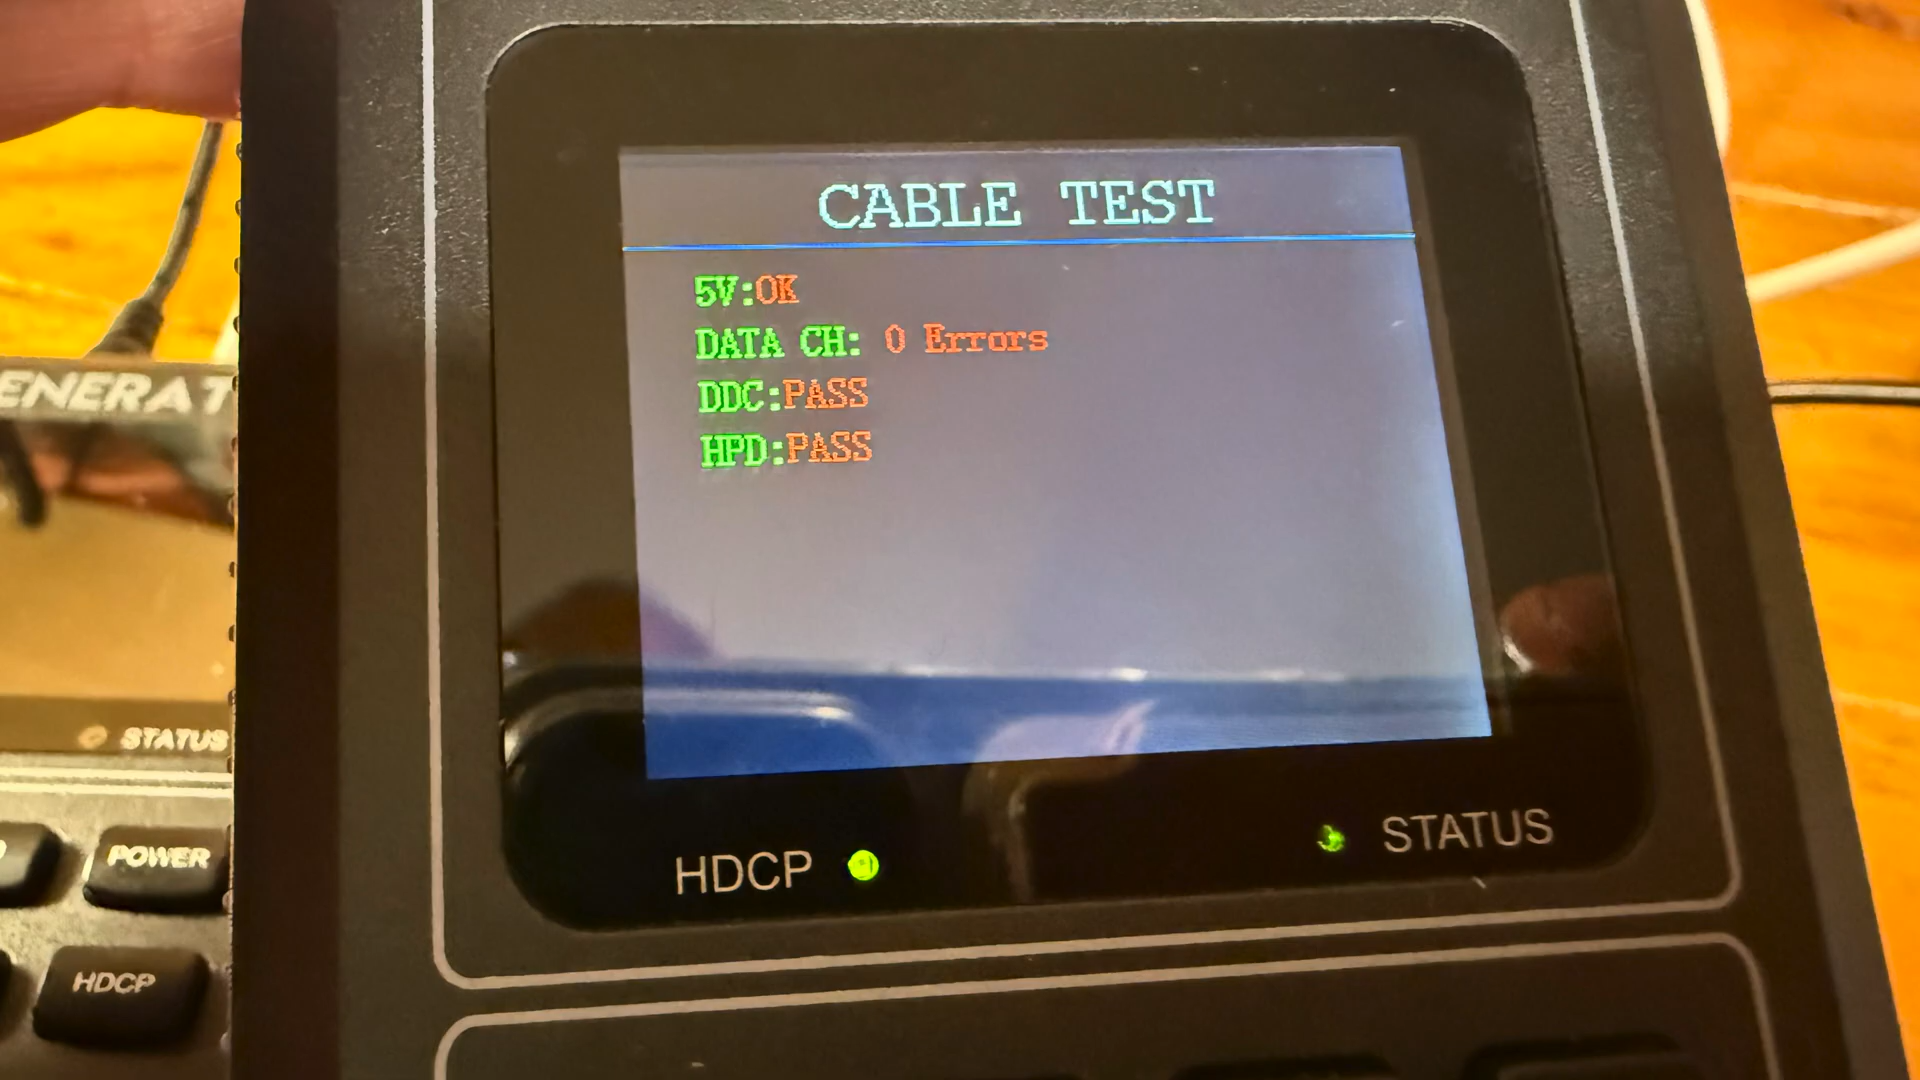 CABLE TEST
5V:OK
DATA CH: 0 Errors
DDC:PASS
HPD:PASS
HDCP
STATUS
ENERAT
STATUS
POWER
HDCP